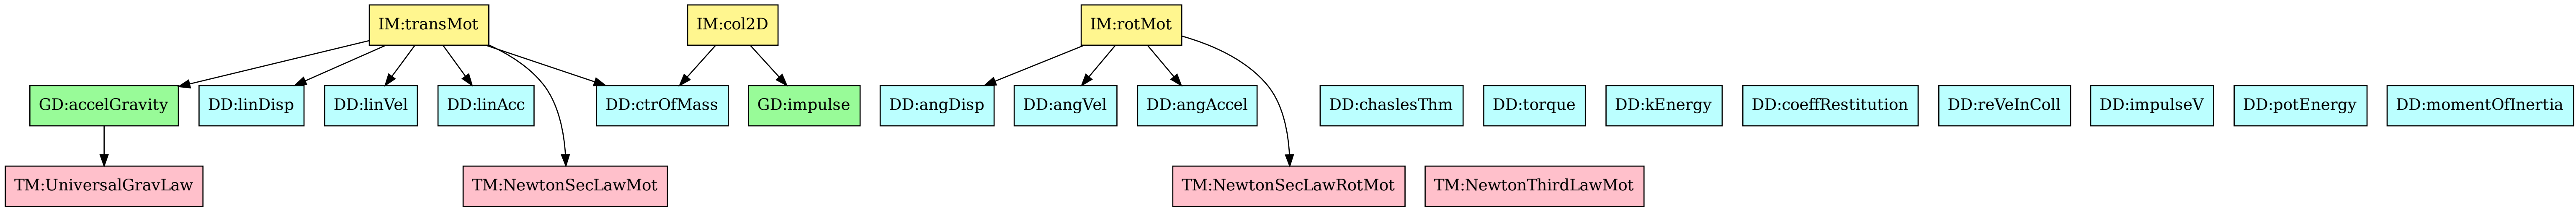 IM:transMot
IM:col2D
IM:rotMot
GD:accelGravity
DD:linDisp
DD:linVel
DD:linAcc
DD:ctrOfMass
GD:impulse
DD:angDisp
DD:angVel
DD:angAccel
DD:chaslesThm
DD:torque
DD:kEnergy
DD:coeffRestitution
DD:reVeInColl
DD:impulseV
DD:potEnergy
DD:momentOfInertia
TM:UniversalGravLaw
TM:NewtonSecLawMot
TM:NewtonSecLawRotMot
TM:NewtonThirdLawMot